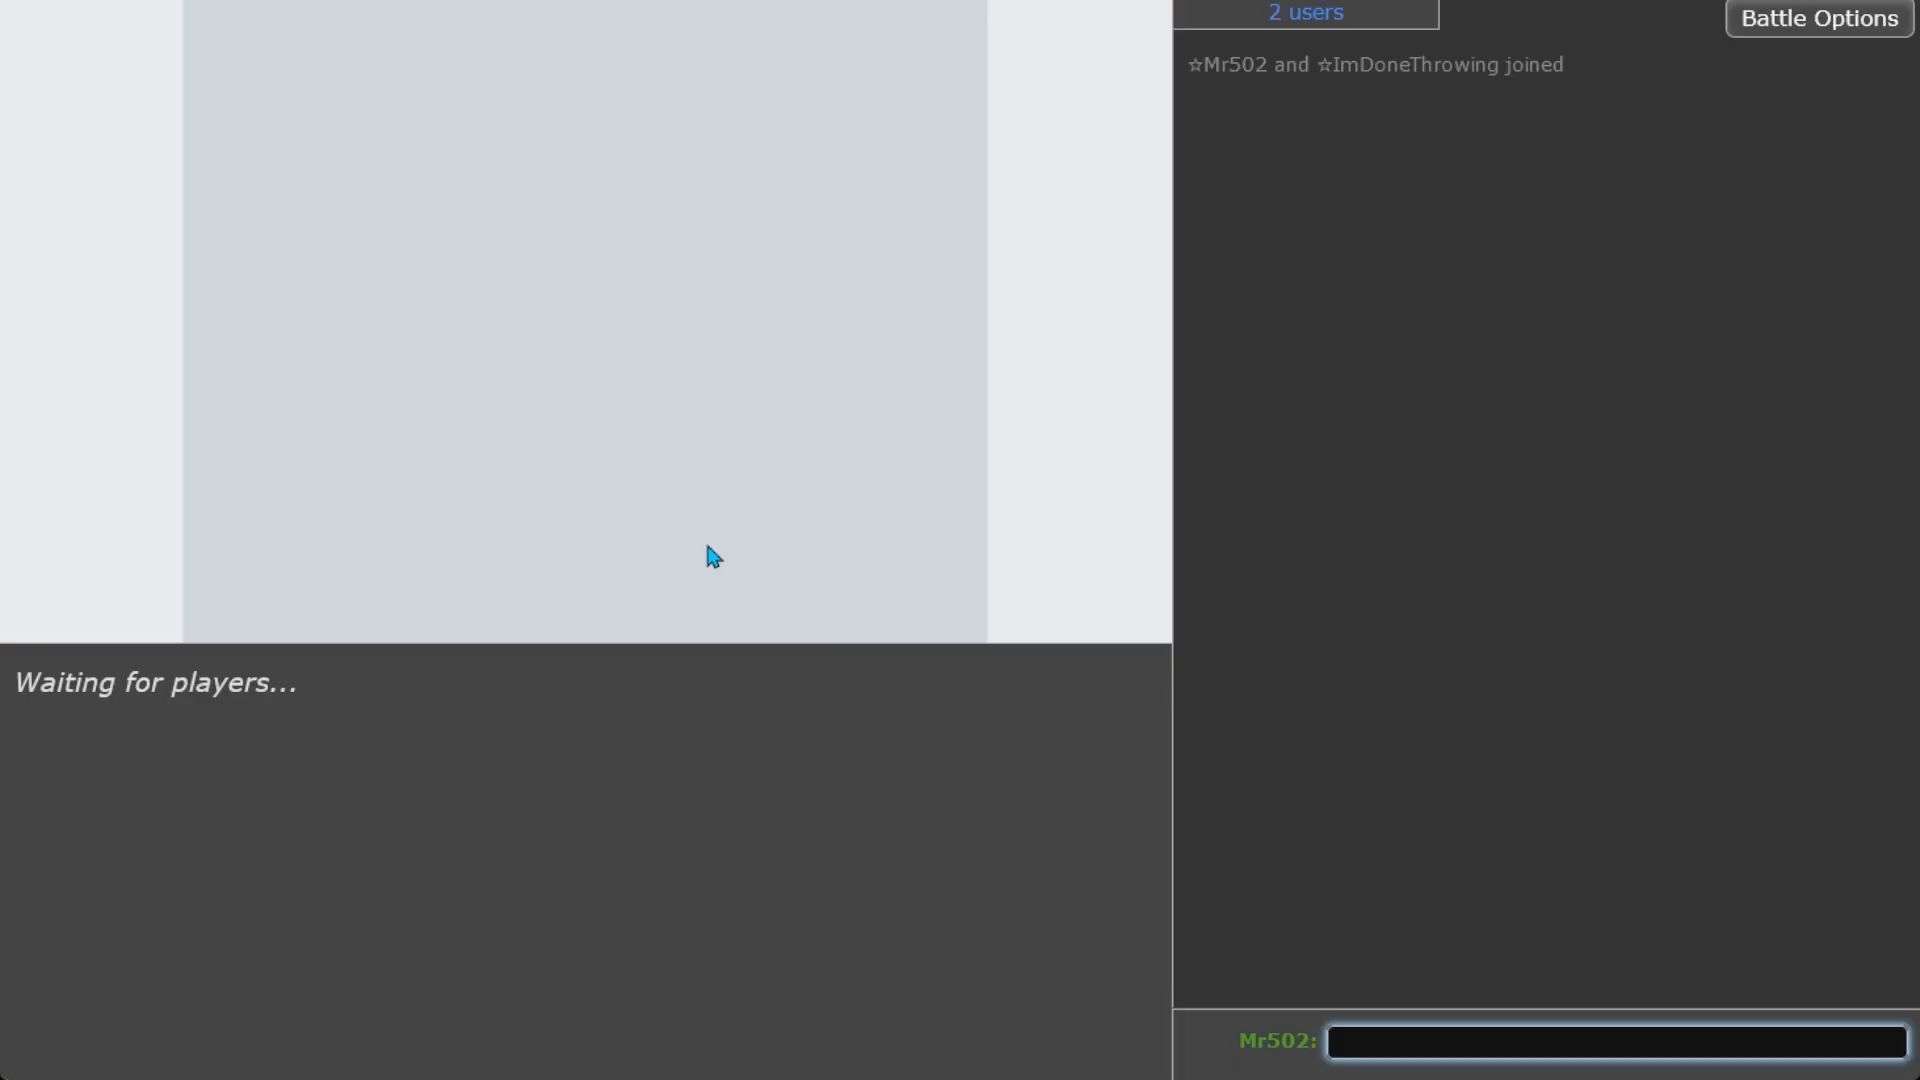 2 users
Battle Options
☆Mr502 and ☆ImDoneThrowing joined
Waiting for players...
Mr502: